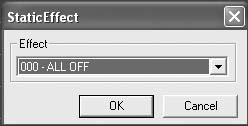 StaticEffect
Effect
000 - ALL OFF
OK
Cancel